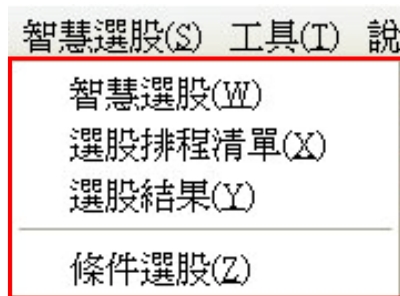 智慧選股(S) 工具(T) 說
智慧選股(W)
選股排程清單(X)
選股結果(Y)
條件選股(Z)